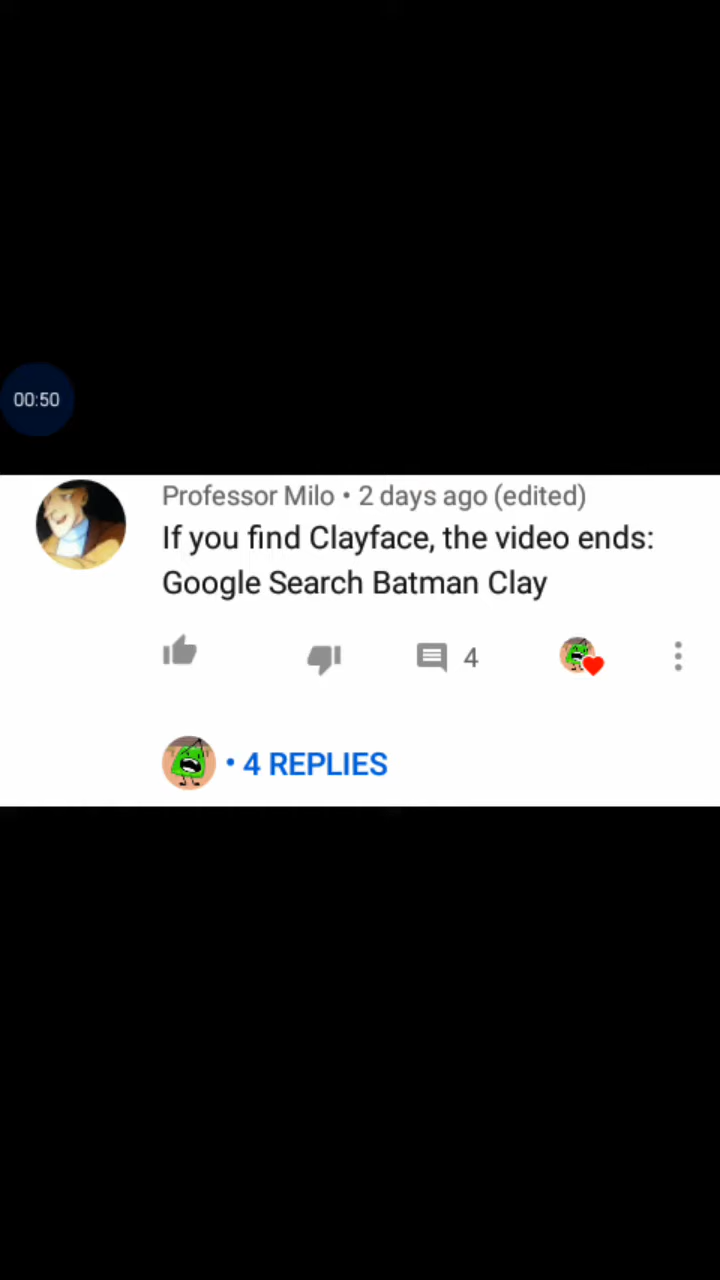 00:50
Professor Milo • 2 days ago (edited)
If you find Clayface, the video ends:
Google Search Batman Clay
4
• 4 REPLIES